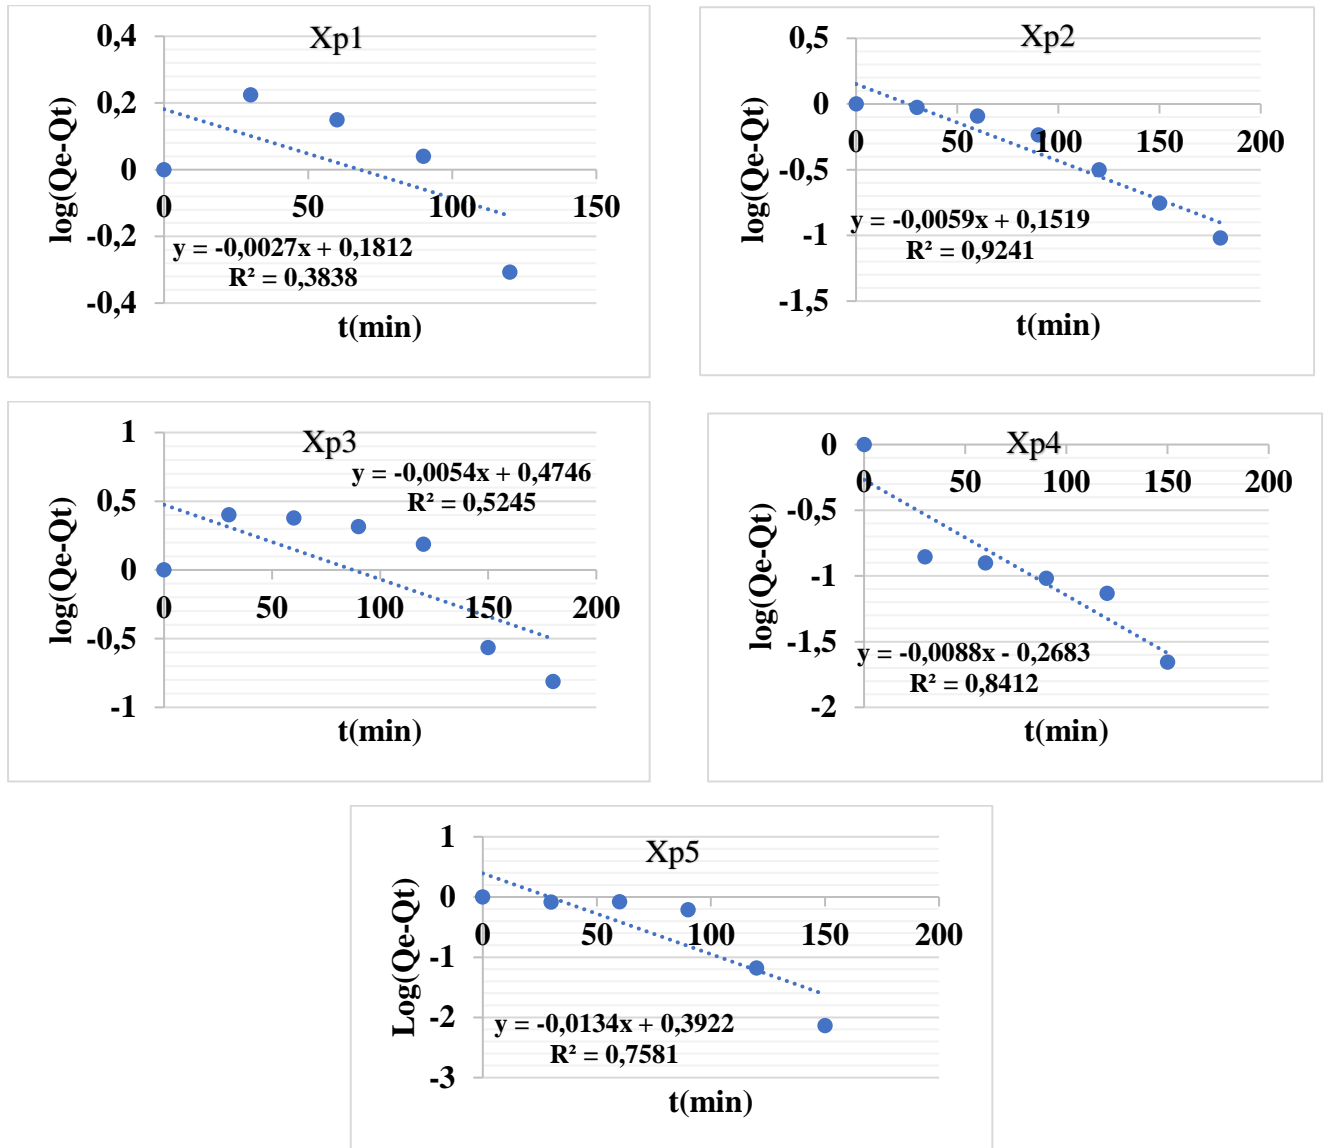 Xp1
0,4
0,2
0
-0,2
-0,4
log(Qe-Qt)
0
50
100
150
y = -0,0027x + 0,1812
R² = 0,3838
t(min)
Xp2
0,5
0
-0,5
-1
-1,5
log(Qe-Qt)
0
50
100
150
200
y = -0,0059x + 0,1519
R² = 0,9241
t(min)
Xp3
1
0,5
0
-0,5
-1
log(Qe-Qt)
y = -0,0054x + 0,4746
R² = 0,5245
0
50
100
150
200
t(min)
Xp4
0
-0,5
-1
-1,5
-2
log(Qe-Qt)
0
50
100
150
200
y = -0,0088x - 0,2683
R² = 0,8412
t(min)
Xp5
1
0
-1
-2
-3
Log(Qe-Qt)
0
50
100
150
200
y = -0,0134x + 0,3922
R² = 0,7581
t(min)